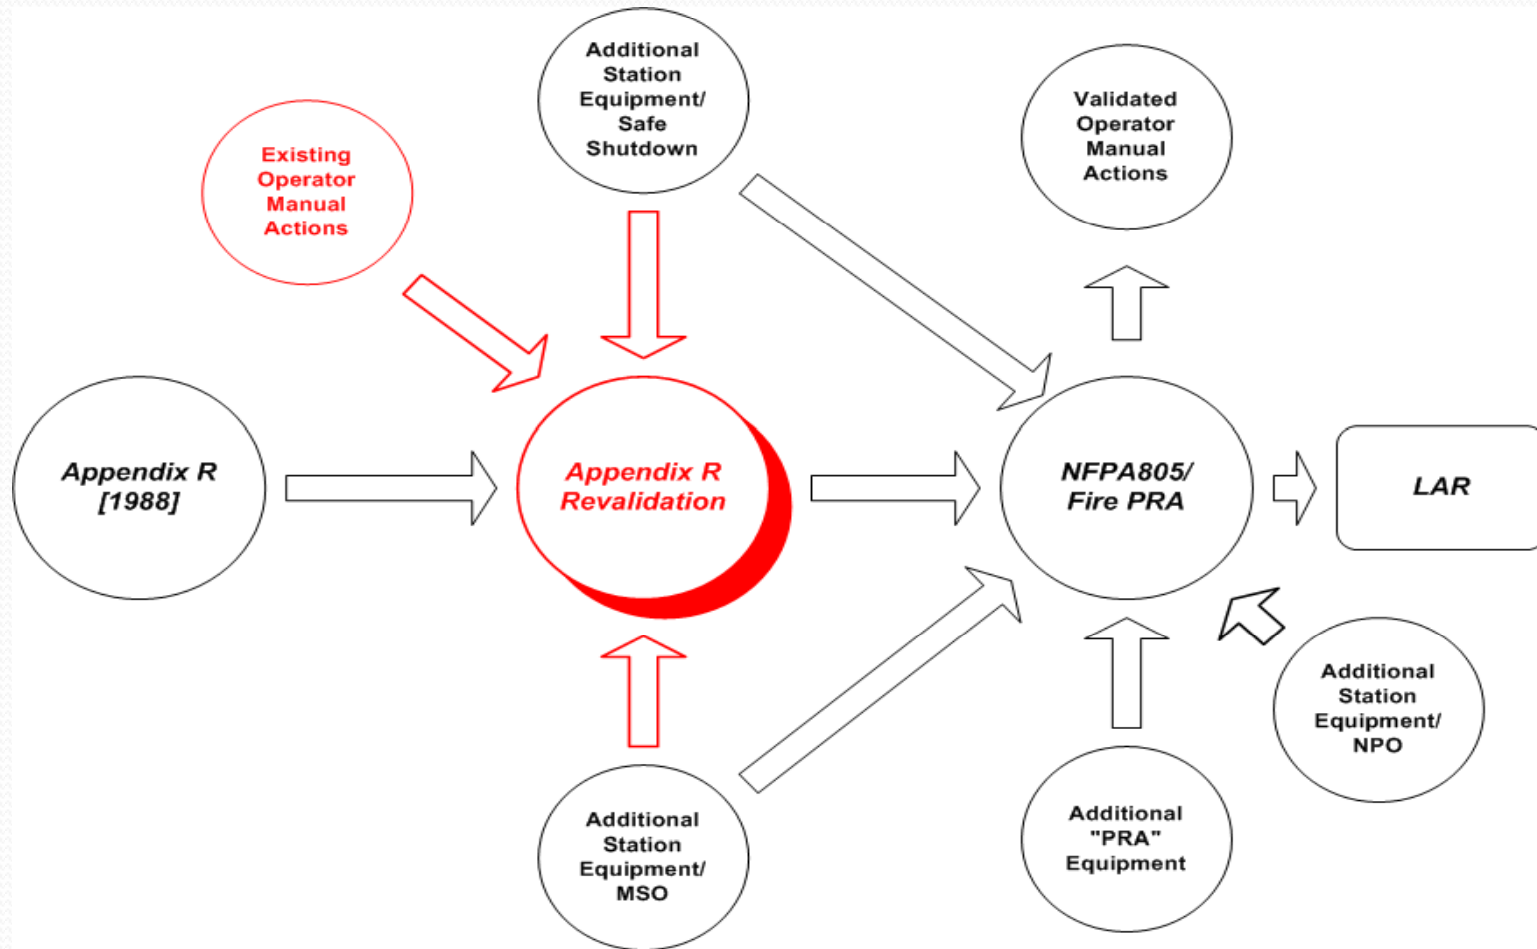 Additional
Station
Equipment/
Safe
Shutdown
Validated
Operator
Manual
Actions
Existing
Operator
Manual
Actions
Appendix R
[1988]
Appendix R
Revalidation
NFPA805/
Fire PRA
LAR
Additional
Station
Equipment/
NPO
Additional
Station
Equipment/
MSO
Additional
"PRA"
Equipment